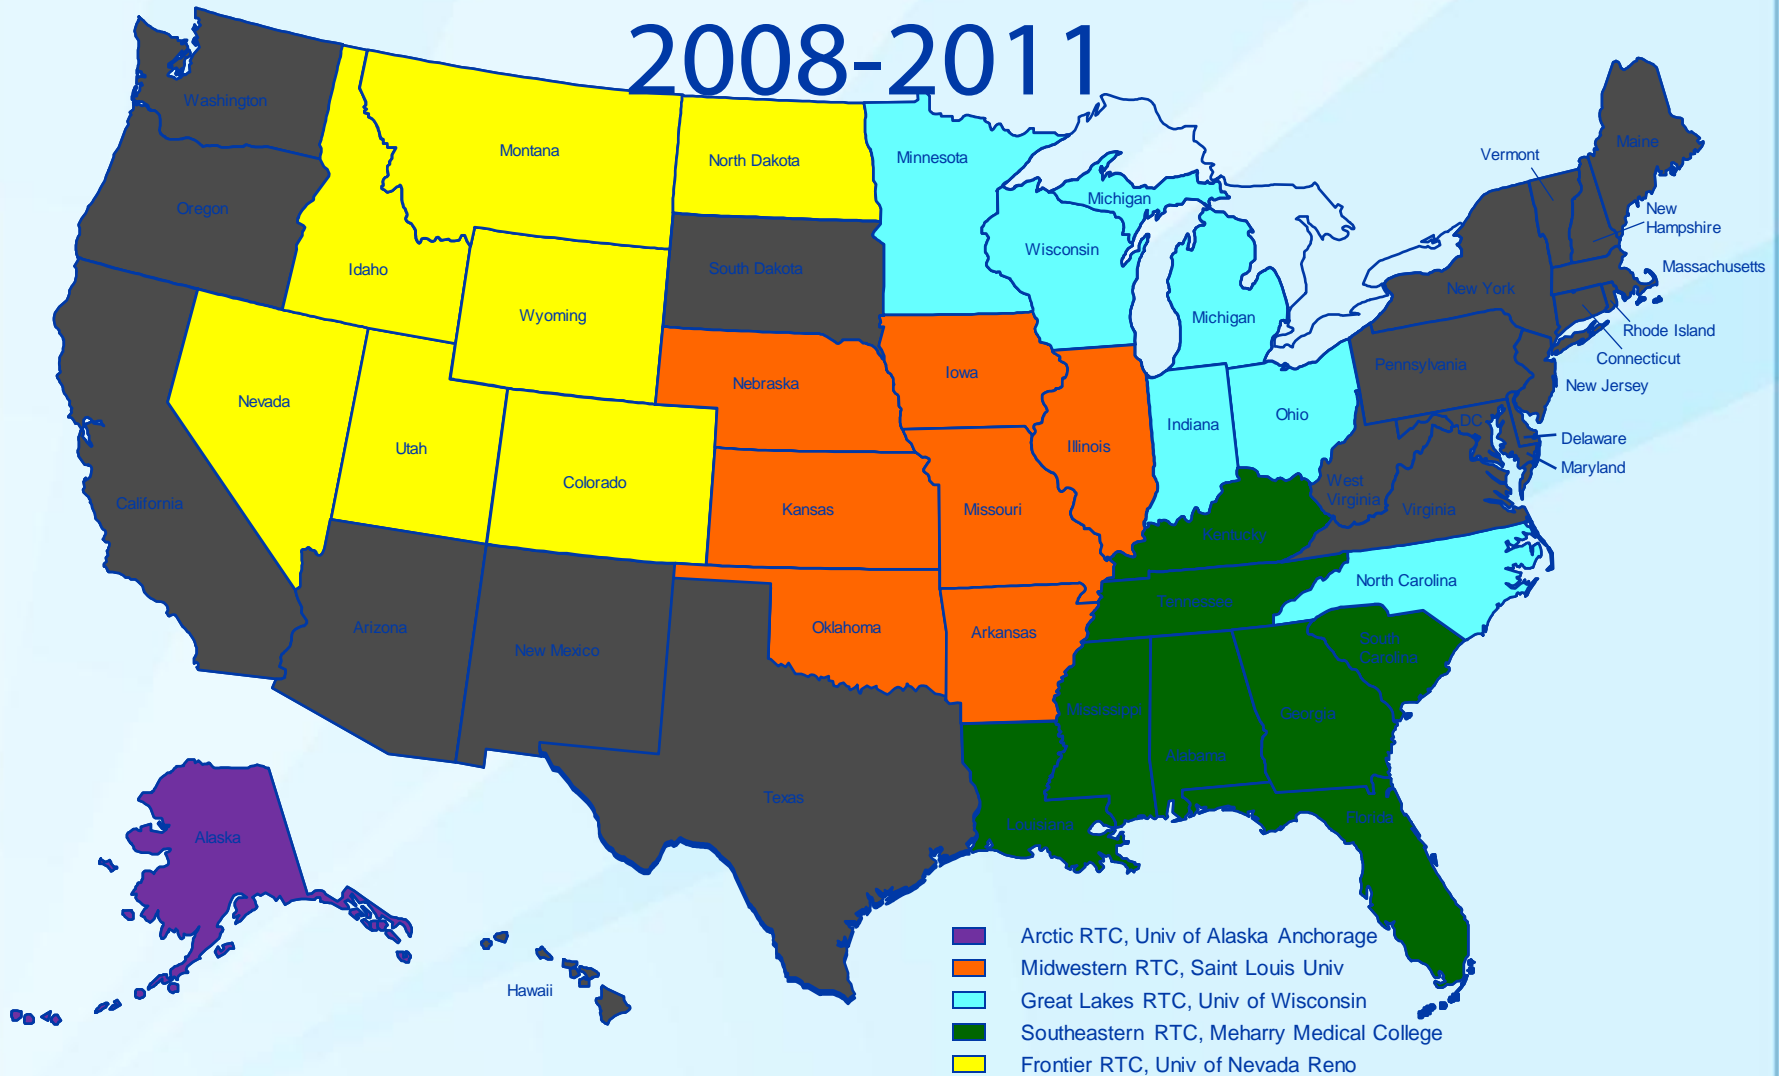 2008-2011
Washington
Montana
North Dakota
Minnesota
Maine
Vermont
Oregon
Michigan
New
Hampshire
Idaho
South Dakota
Wisconsin
Massachusetts
Wyoming
Michigan
New York
Rhode Island
Connecticut
Nevada
Nebraska
Iowa
Pennsylvania
New Jersey
Utah
Colorado
Illinois
Indiana
Ohio
DC
Delaware
Maryland
California
Kansas
Missouri
West
Virginia
Virginia
Kentucky
North Carolina
Tennessee
Arizona
New Mexico
Oklahoma
Arkansas
South
Carolina
Mississippi
Alabama
Georgia
Texas
Louisiana
Florida
Alaska
Hawaii
Arctic RTC, Univ of Alaska Anchorage
Midwestern RTC, Saint Louis Univ
Great Lakes RTC, Univ of Wisconsin
Southeastern RTC, Meharry Medical College
Frontier RTC, Univ of Nevada Reno